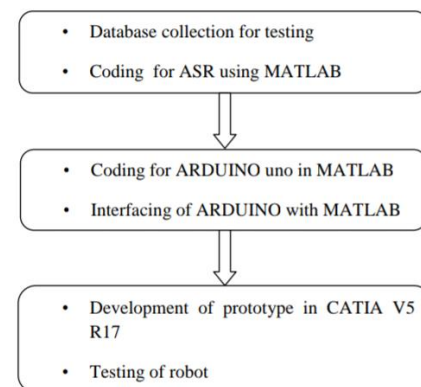 • Database collection for testing
• Coding for ASR using MATLAB
• Coding for ARDUINO uno in MATLAB
• Interfacing of ARDUINO with MATLAB
• Development of prototype in CATIA V5
R17
• Testing of robot